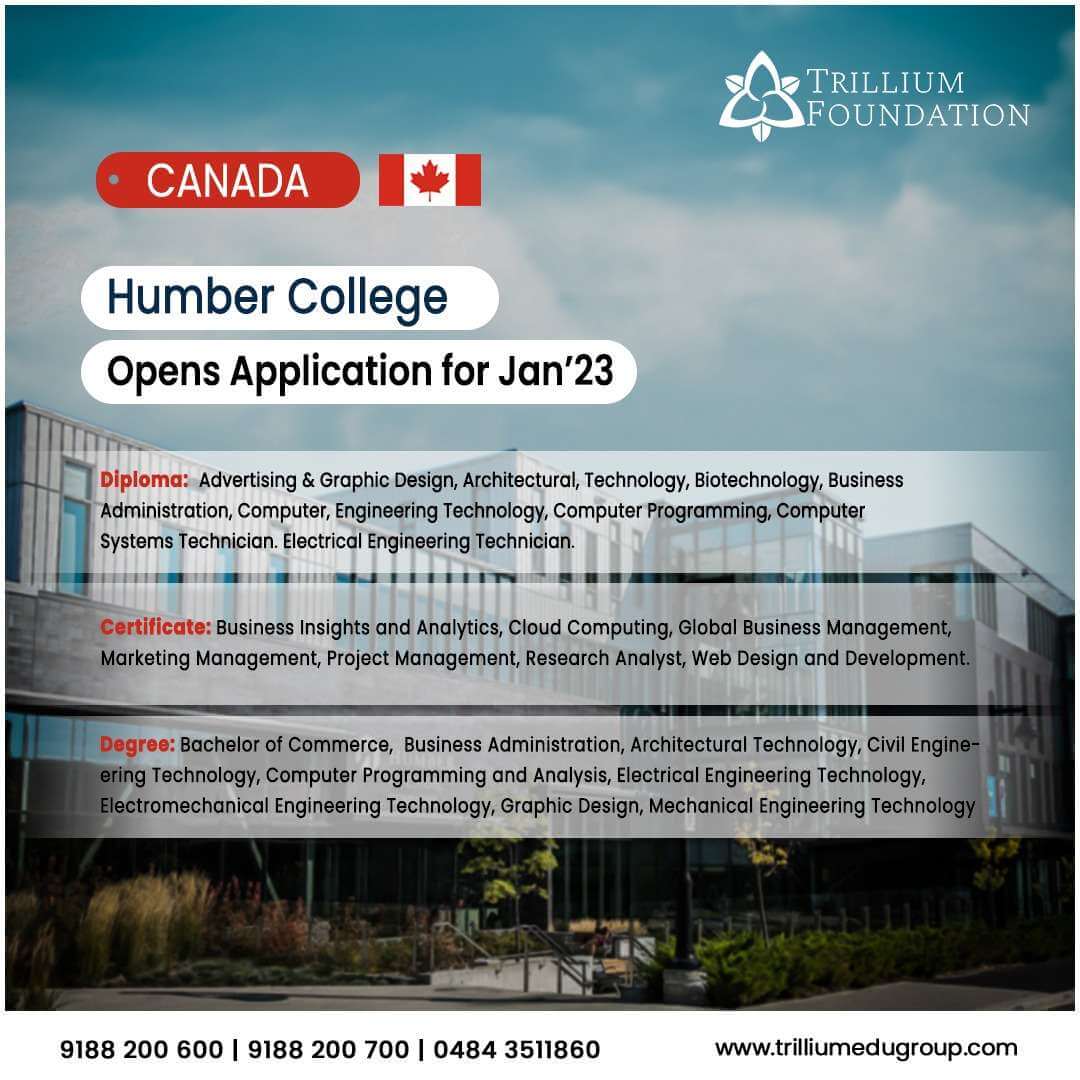 TRILLIUM
FOUNDATION
CANADA
Humber College
Opens Application for Jan'23
Diploma: Advertising & Graphic Design, Architectural, Technology, Biotechnology, Business
Administration, Computer, Engineering Technology, Computer Programming, Computer
Systems Technician. Electrical Engineering Technician.
Certificate: Business Insights and Analytics, Cloud Computing, Global Business Management,
Marketing Management, Project Management, Research Analyst, Web Design and Development.
Degree: Bachelor of Commerce, Business Administration, Architectural Technology, Civil Engine-
ering Technology, Computer Programming and Analysis, Electrical Engineering Technology,
Electromechanical Engineering Technology, Graphic Design, Mechanical Engineering Technology
9188 200 600 | 9188 200 700 | 0484 3511860
www.trilliumedugroup.com